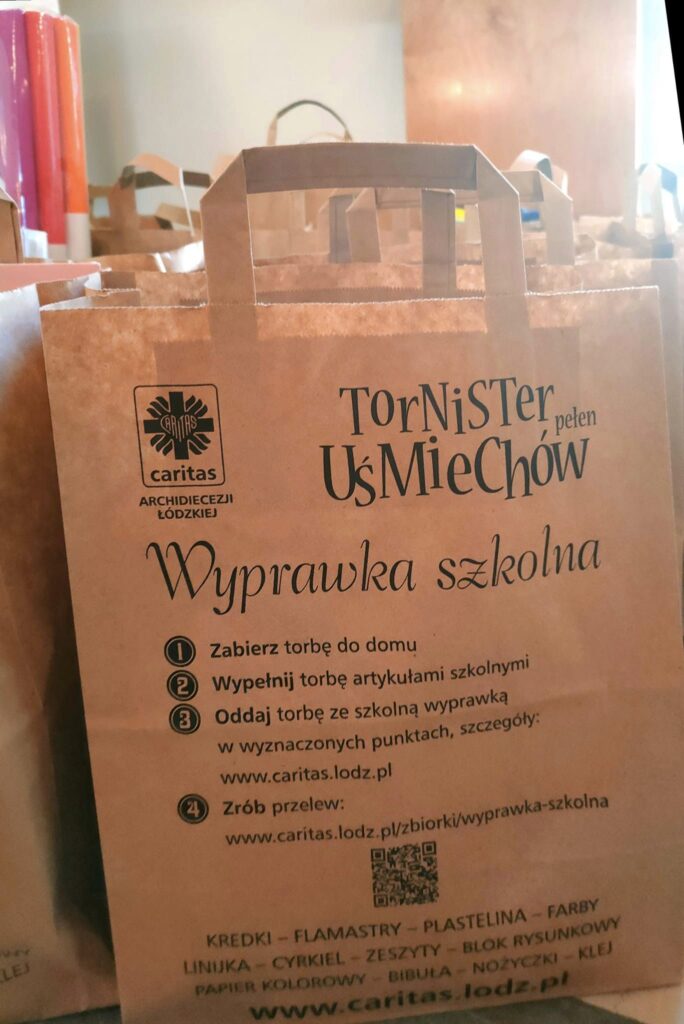 CARITAS
caritas
ARCHIDIECEZJI
ŁÓDZKIEJ
TorNiSTer pełen
UśMieChów
Wyprawka szkolna
1 Zabierz torbę do domu
2 Wypełnij torbę artykułami szkolnymi
3 Oddaj torbę ze szkolną wyprawką
w wyznaczonych punktach, szczegóły:
www.caritas.lodz.pl
4 Zrób przelew:
www.caritas.lodz.pl/zbiorki/wyprawka-szkolna
KREDKI – FLAMASTRY – PLASTELINA – FARBY
LINIJKA – CYRKIEL – ZESZYTY – BLOK RYSUNKOWY
PAPIER KOLOROWY – BIBUŁA – NOŻYCZKI – KLEJ
www.caritas.lodz.pl
KLEJ